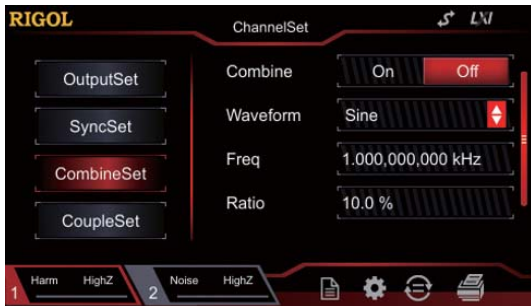 RIGOL
ChannelSet
LXI
OutputSet
SyncSet
CombineSet
CoupleSet
Combine On Off
Waveform Sine
Freq 1.000,000,000 kHz
Ratio 10.0 %
1 Harm HighZ 2 Noise HighZ